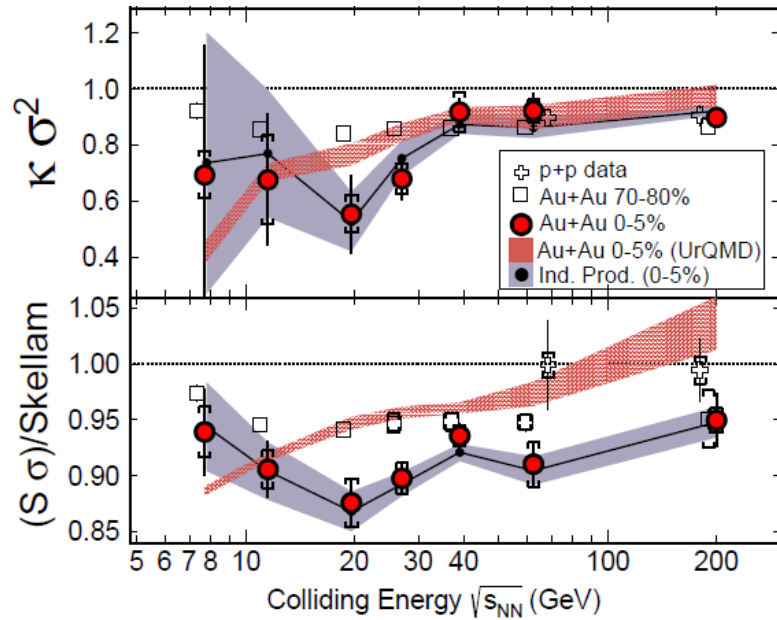 κ σ²
1.2
1.0
0.8
0.6
0.4
p+p data
Au+Au 70-80%
Au+Au 0-5%
Au+Au 0-5% (UrQMD)
Ind. Prod. (0-5%)
(S σ)/Skellam
1.05
1.00
0.95
0.90
0.85
5 6 7 8 10 20 30 40 100 200
Colliding Energy √sNN (GeV)